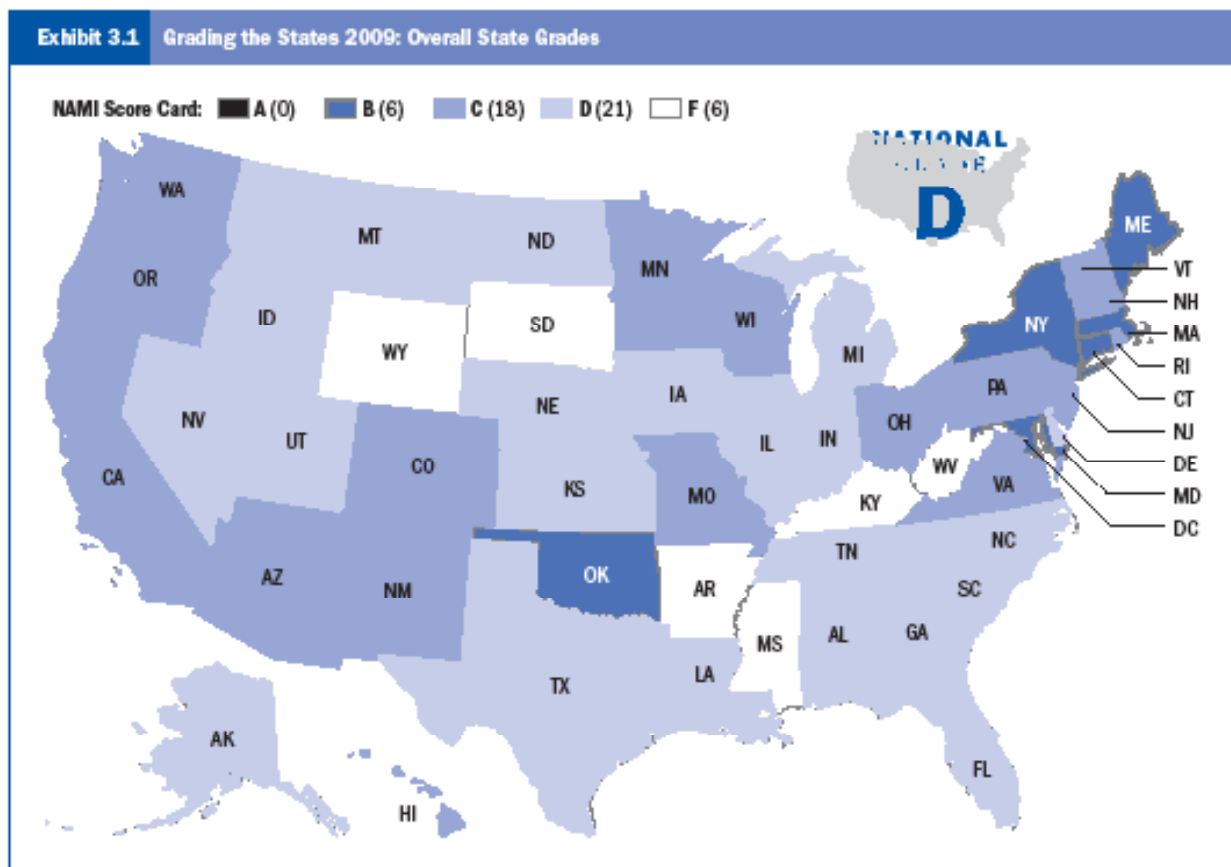 Exhibit 3.1 Grading the States 2009: Overall State Grades
NAMI Score Card: A (0) B (6) C (18) D (21) F (6)
NATIONAL
D
WA
MT
ND
MN
ME
VT
OR
ID
SD
WI
NY
NH
WY
MI
MA
RI
NV
UT
NE
IA
PA
CT
CO
IL
IN
OH
NJ
CA
KS
MO
WV
VA
DE
KY
MD
DC
AZ
NM
OK
AR
TN
NC
SC
MS
AL
GA
TX
LA
AK
HI
FL